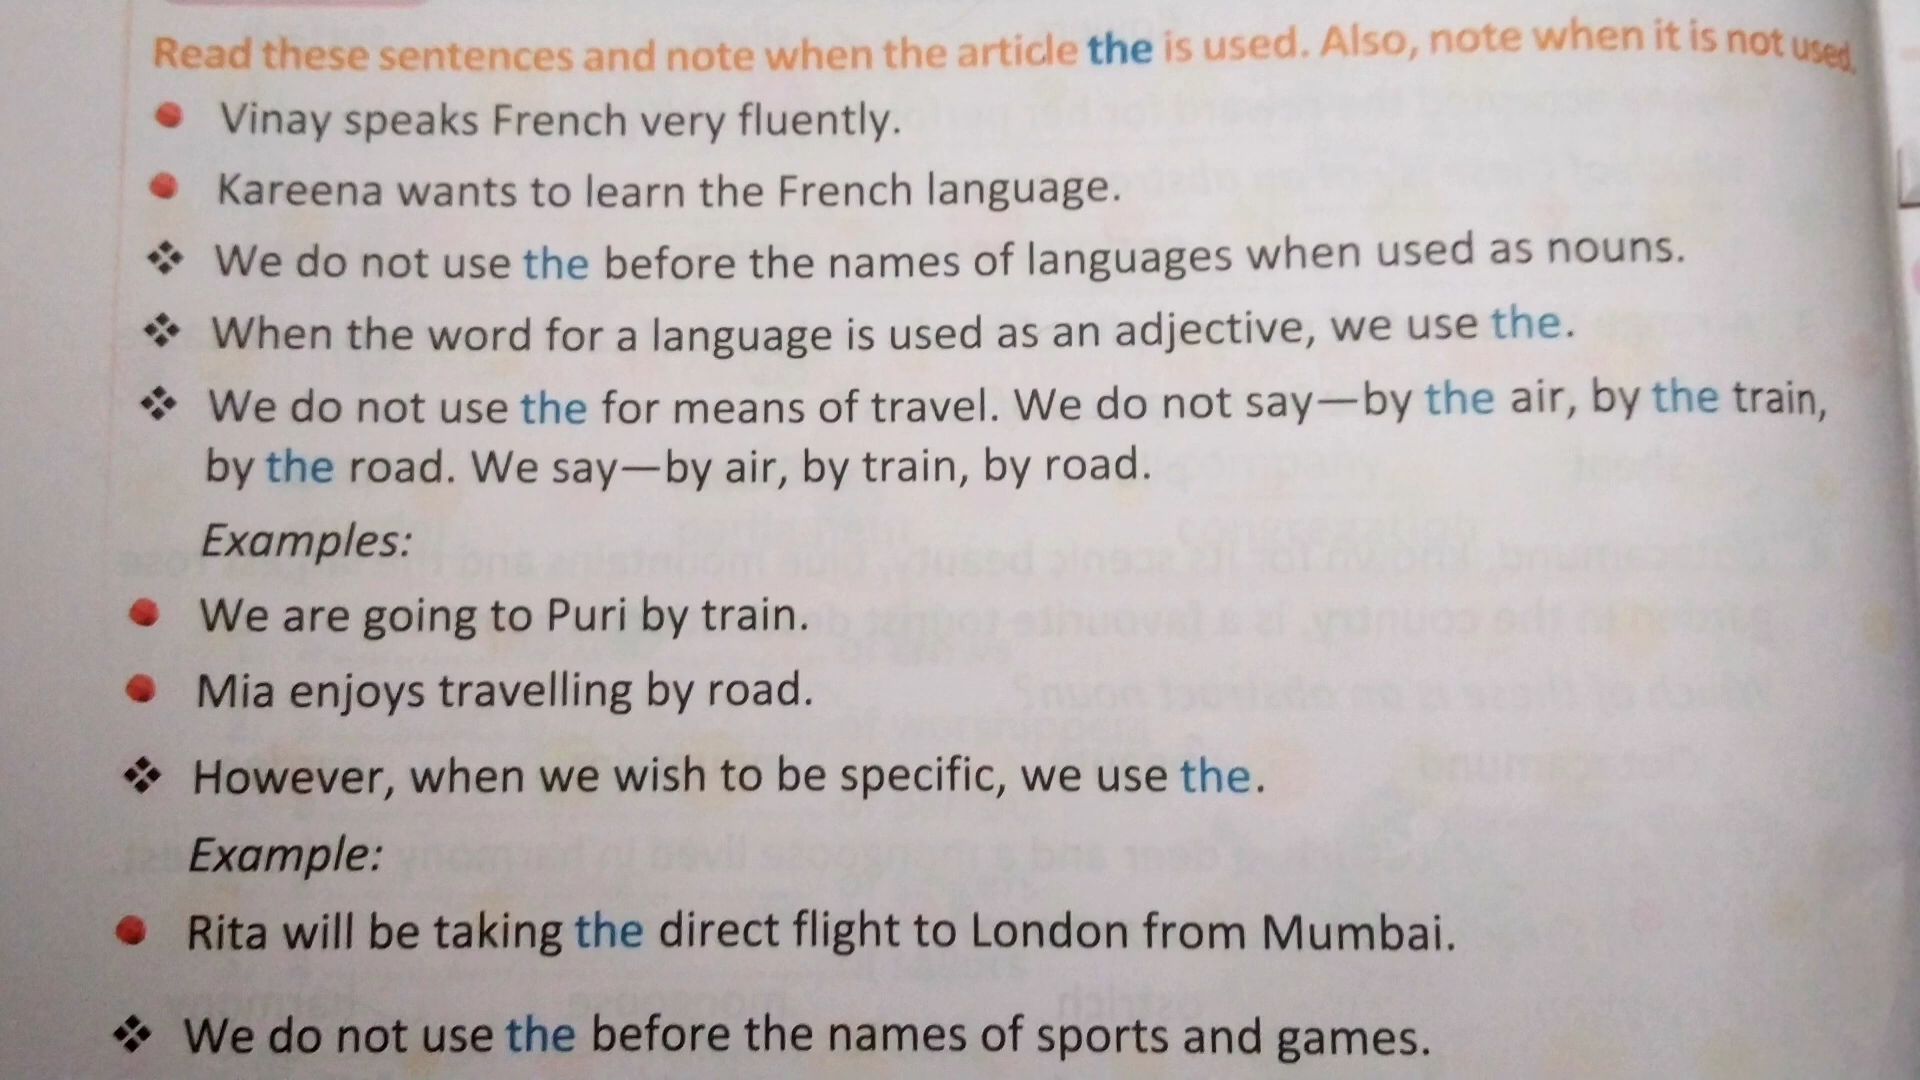 Read these sentences and note when the article the is used. Also, note when it is not used.
• Vinay speaks French very fluently.
• Kareena wants to learn the French language.
❖ We do not use the before the names of languages when used as nouns.
❖ When the word for a language is used as an adjective, we use the.
❖ We do not use the for means of travel. We do not say—by the air, by the train,
by the road. We say—by air, by train, by road.
Examples:
• We are going to Puri by train.
• Mia enjoys travelling by road.
❖ However, when we wish to be specific, we use the.
Example:
• Rita will be taking the direct flight to London from Mumbai.
❖ We do not use the before the names of sports and games.